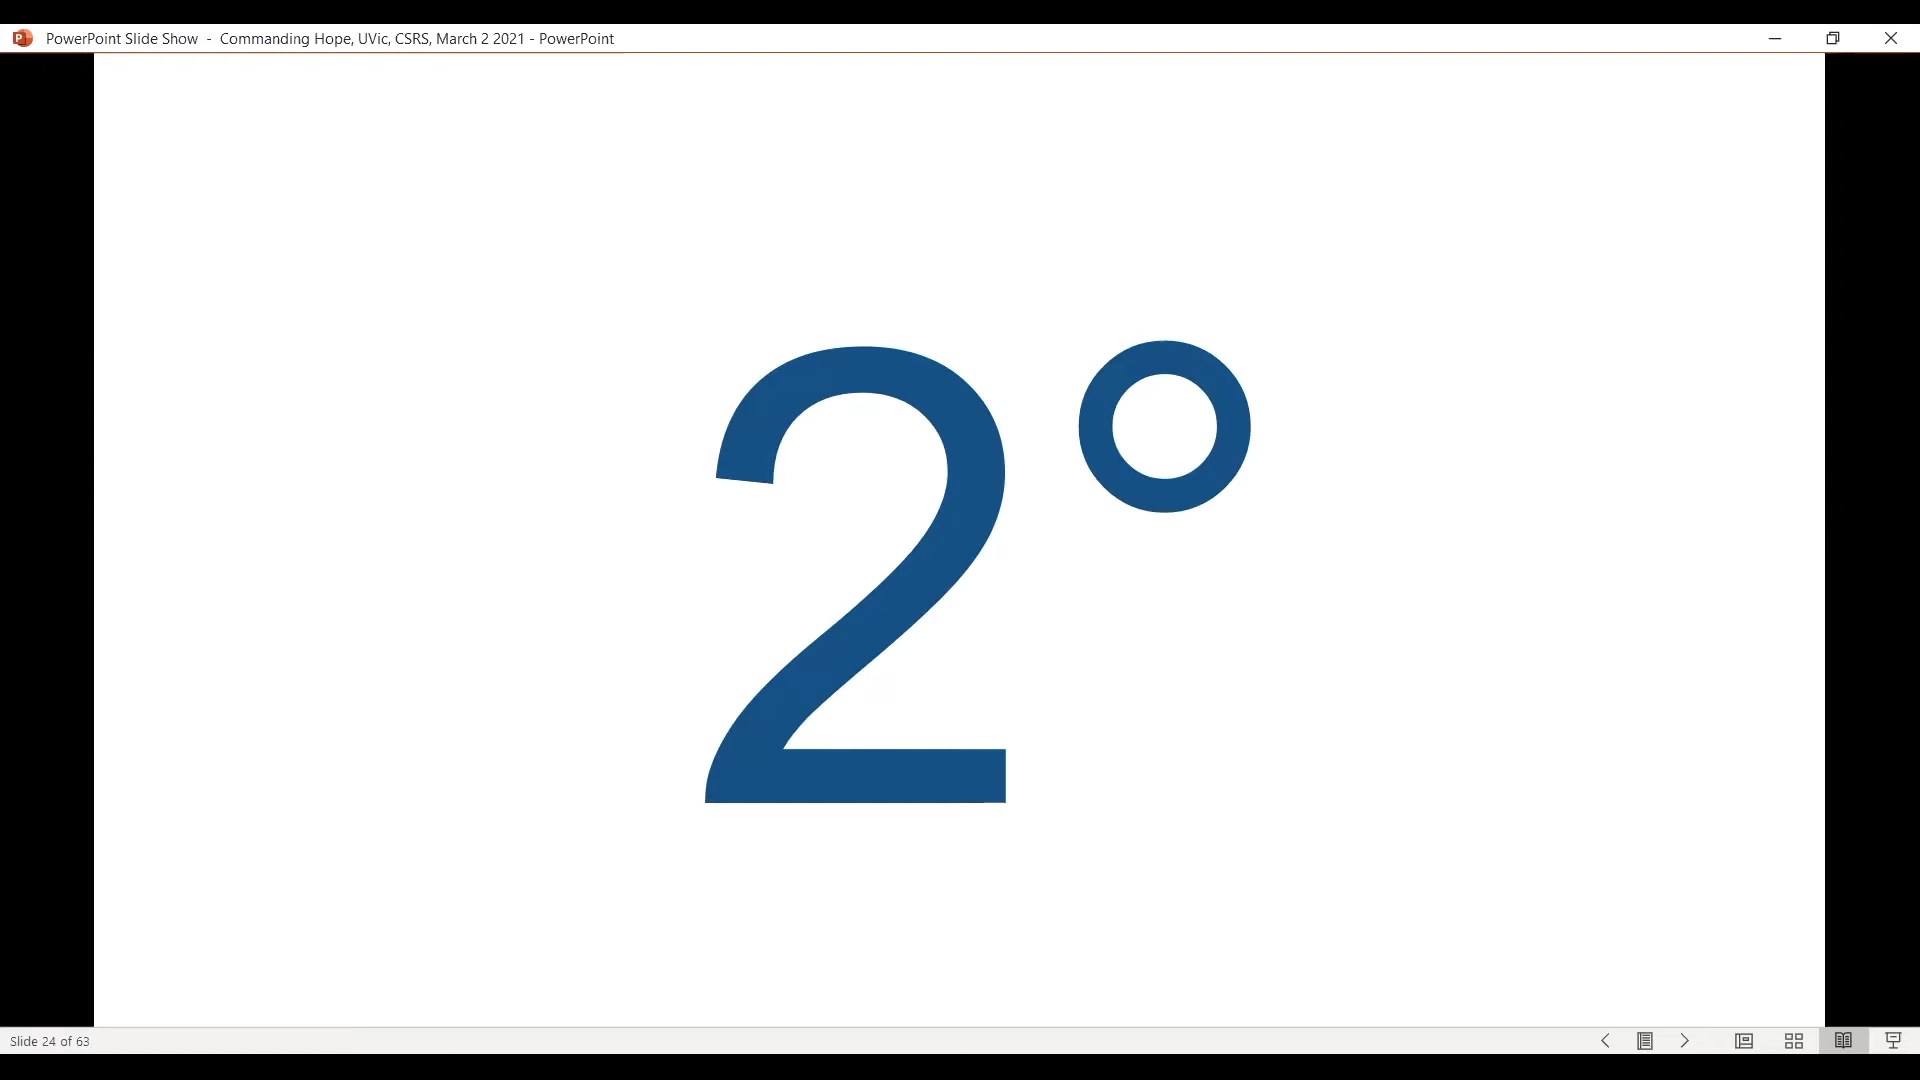 PowerPoint Slide Show - Commanding Hope, UVic, CSRS, March 2 2021 - PowerPoint
2°
Slide 24 of 63